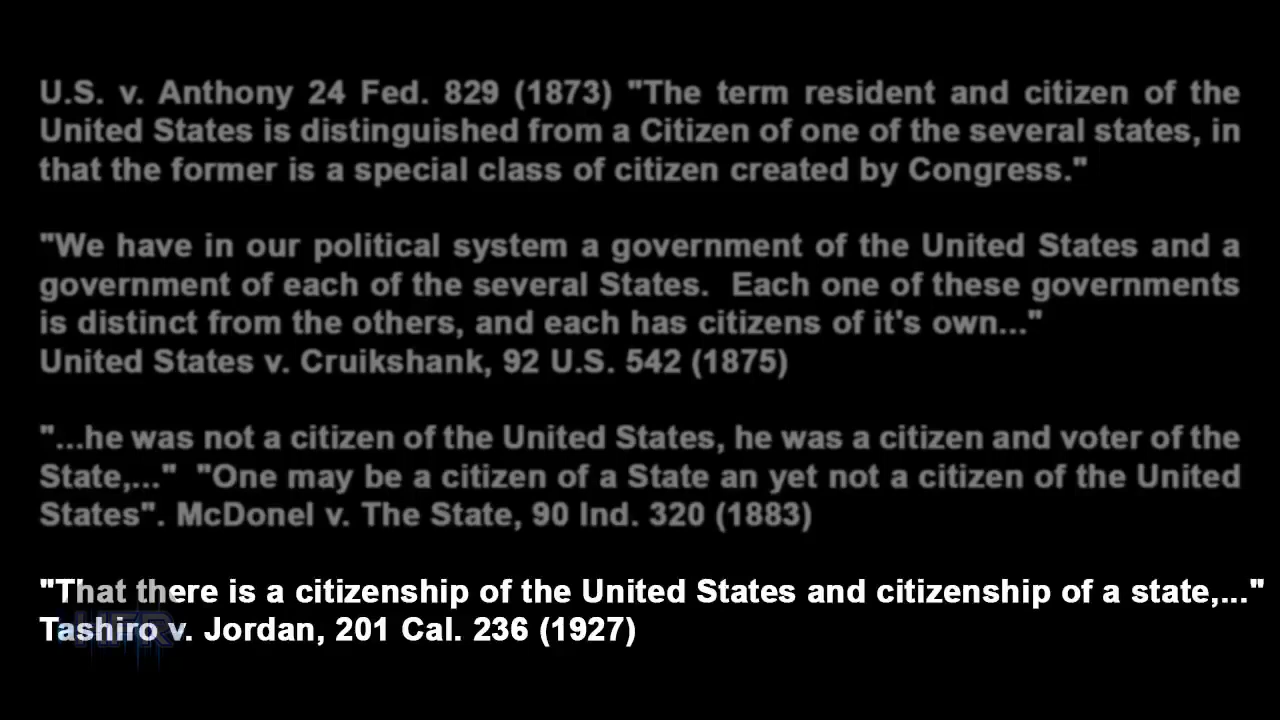 U.S. v. Anthony 24 Fed. 829 (1873) "The term resident and citizen of the
United States is distinguished from a Citizen of one of the several states, in
that the former is a special class of citizen created by Congress."
"We have in our political system a government of the United States and a
government of each of the several States.  Each one of these governments
is distinct from the others, and each has citizens of it's own..."
United States v. Cruikshank, 92 U.S. 542 (1875)
"...he was not a citizen of the United States, he was a citizen and voter of the
State,..."  "One may be a citizen of a State an yet not a citizen of the United
States". McDonel v. The State, 90 Ind. 320 (1883)
"That there is a citizenship of the United States and citizenship of a state,..."
Tashiro v. Jordan, 201 Cal. 236 (1927)